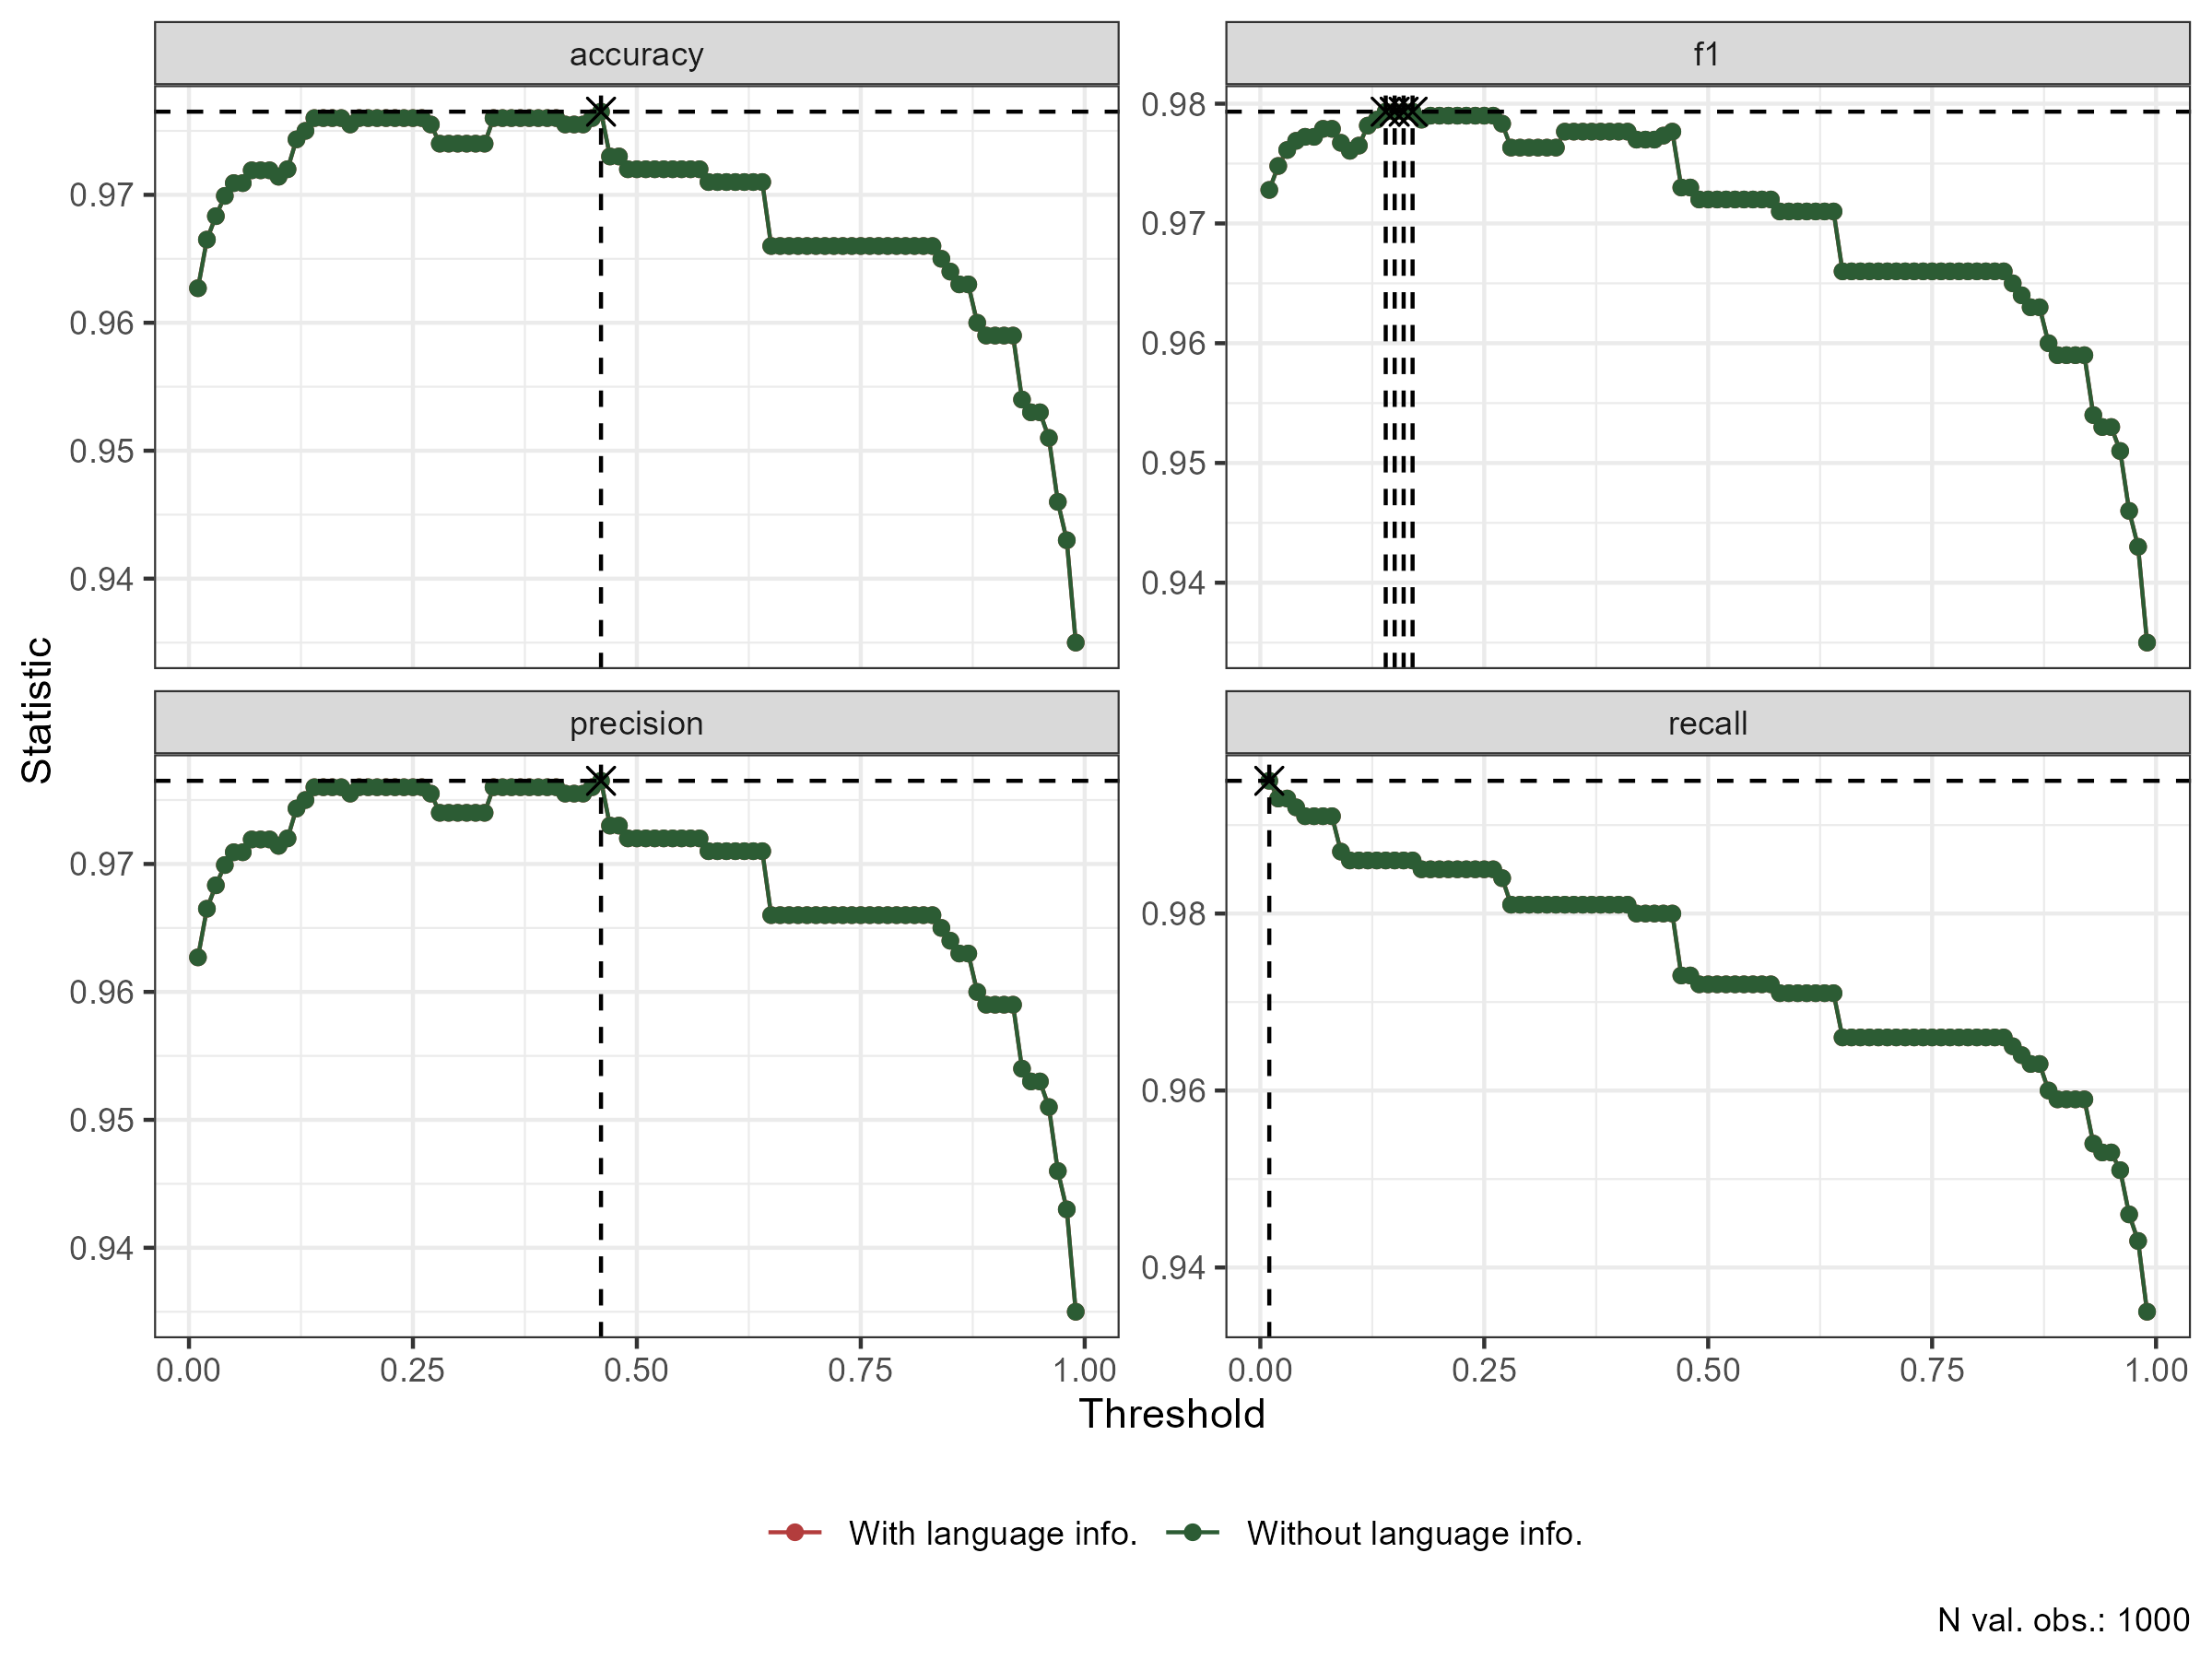 accuracy
f1
0.97
0.96
0.95
0.94
0.98
0.97
0.96
0.95
0.94
Statistic
precision
recall
0.97
0.96
0.95
0.94
0.98
0.96
0.94
0.00 0.25 0.50 0.75 1.00
0.00 0.25 0.50 0.75 1.00
Threshold
With language info. Without language info.
N val. obs.: 1000